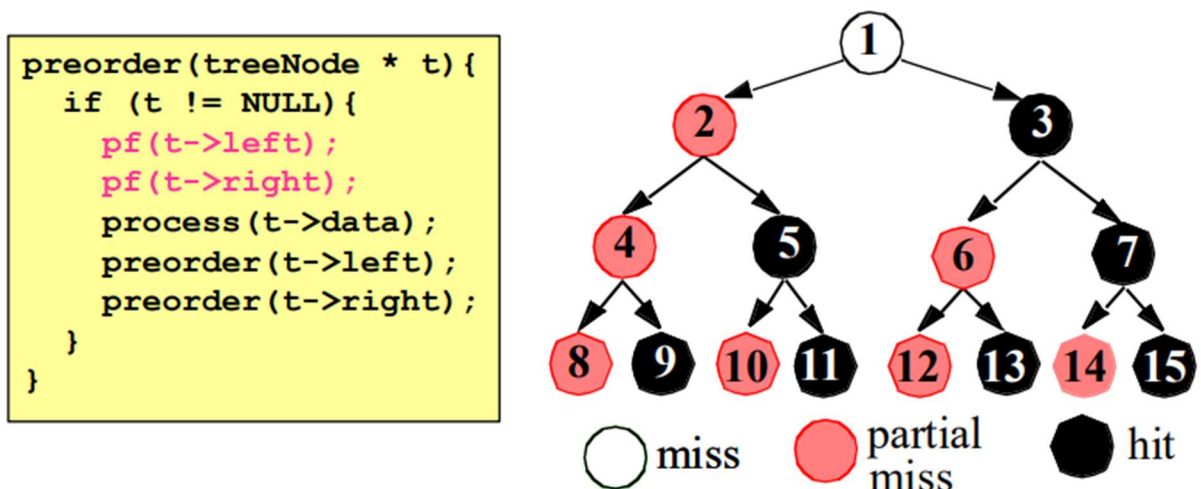 preorder(treeNode * t){
if (t != NULL){
pf(t->left);
pf(t->right);
process(t->data);
preorder(t->left);
preorder(t->right);
}
}
1
2 3
4 5 6 7
8 9 10 11 12 13 14 15
miss partial miss hit